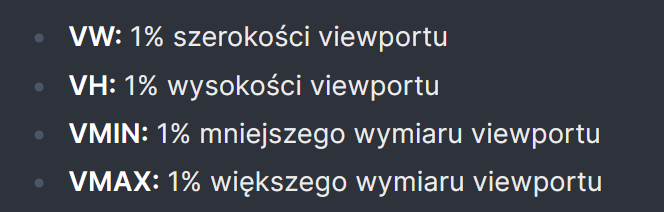 VW: 1% szerokości viewportu
VH: 1% wysokości viewportu
VMIN: 1% mniejszego wymiaru viewportu
VMAX: 1% większego wymiaru viewportu